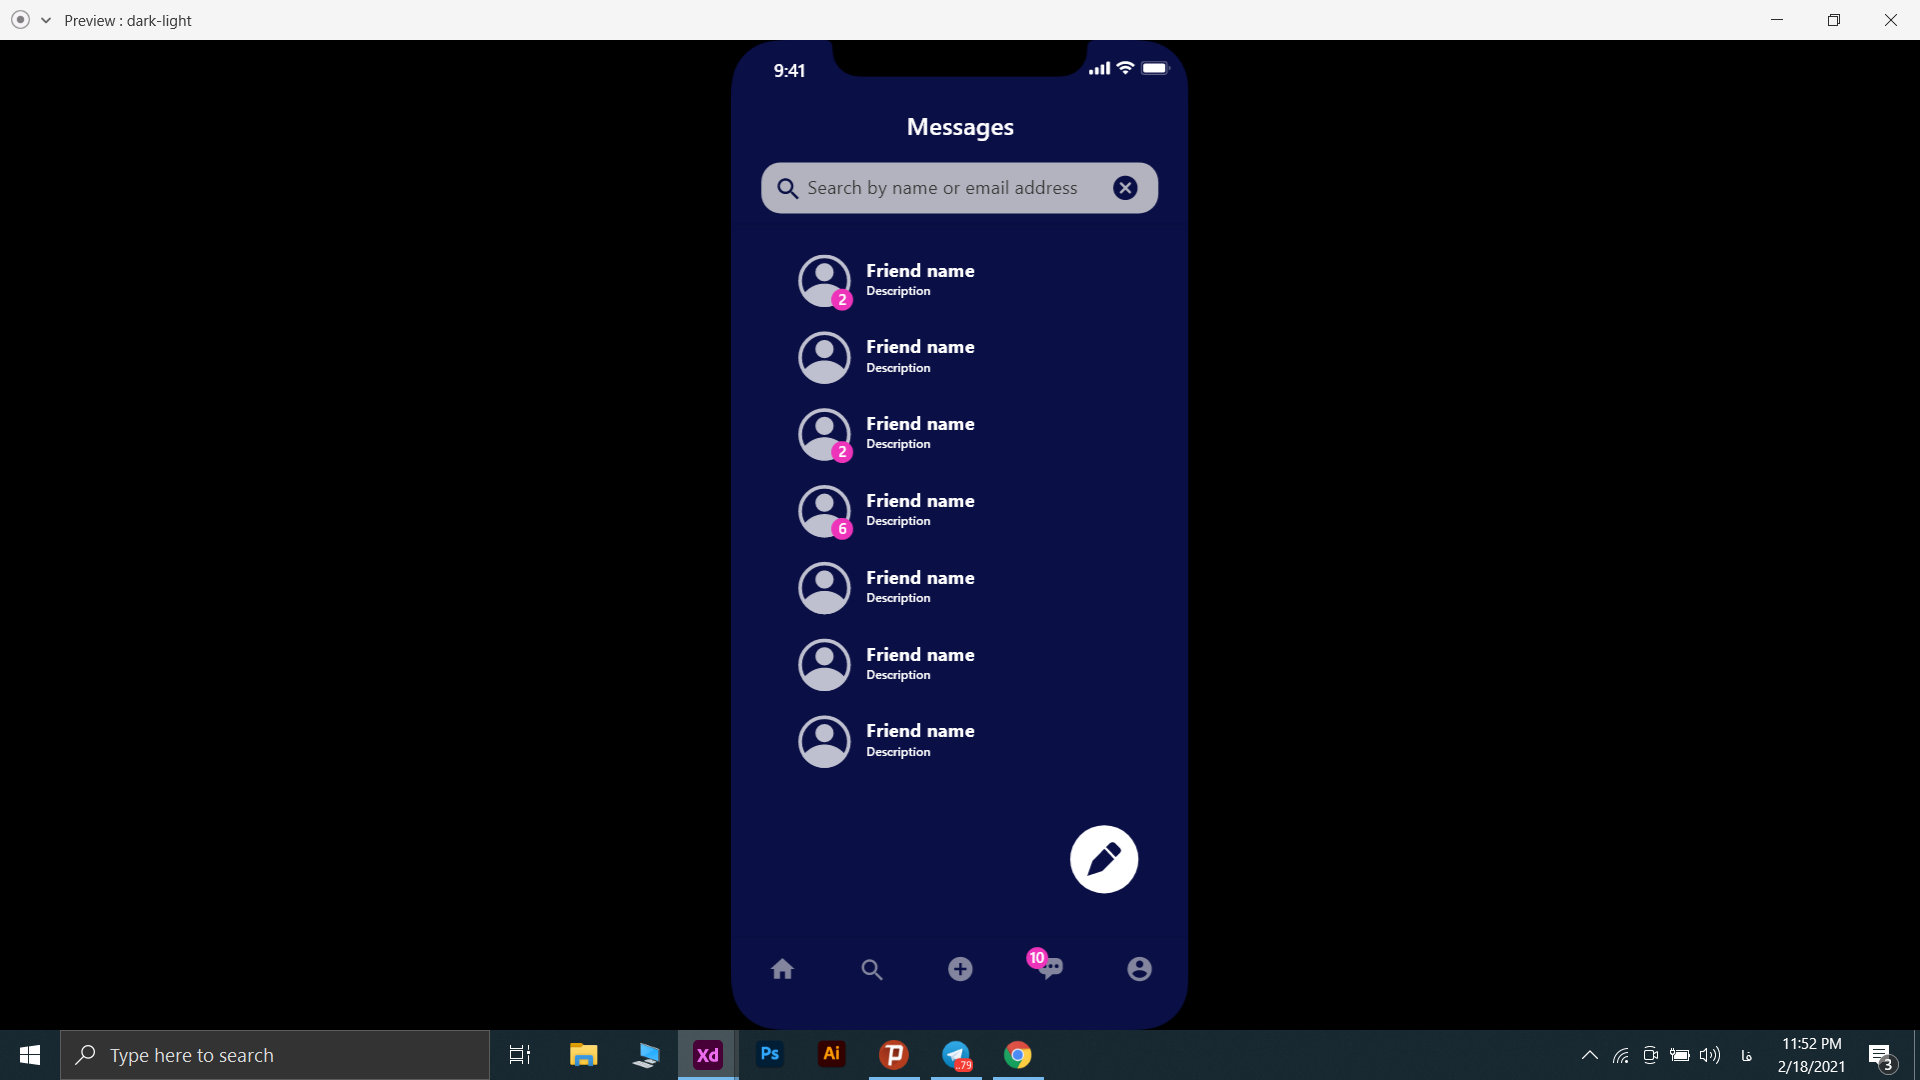 Preview : dark-light
9:41
Messages
Search by name or email address
Friend name
Description
2
Friend name
Description
Friend name
Description
2
Friend name
Description
6
Friend name
Description
Friend name
Description
Friend name
Description
10
Type here to search
Xd
Ps
Ai
P
..79
فا
11:52 PM
2/18/2021
3